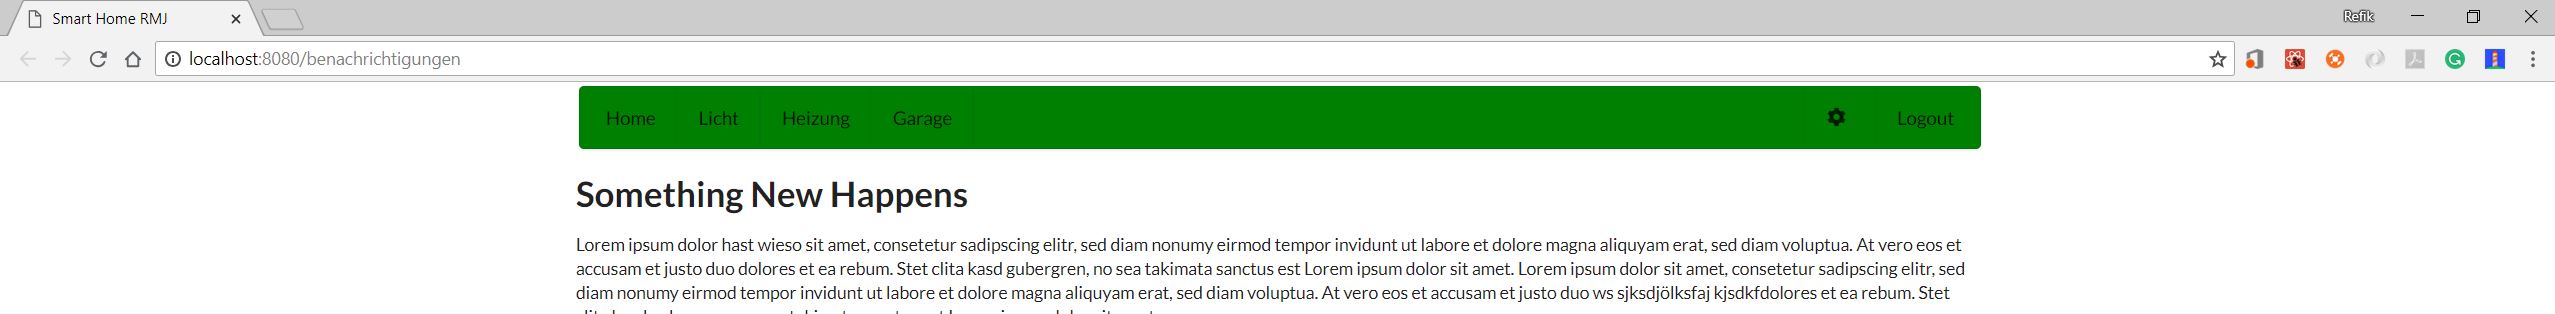 Smart Home RMJ
Refik
localhost:8080/benachrichtigungen
Home Licht Heizung Garage Logout
Something New Happens
Lorem ipsum dolor hast wieso sit amet, consetetur sadipscing elitr, sed diam nonumy eirmod tempor invidunt ut labore et dolore magna aliquyam erat, sed diam voluptua. At vero eos et
accusam et justo duo dolores et ea rebum. Stet clita kasd gubergren, no sea takimata sanctus est Lorem ipsum dolor sit amet. Lorem ipsum dolor sit amet, consetetur sadipscing elitr, sed
diam nonumy eirmod tempor invidunt ut labore et dolore magna aliquyam erat, sed diam voluptua. At vero eos et accusam et justo duo ws sjksdjölksfaj kjsdkfdolores et ea rebum. Stet